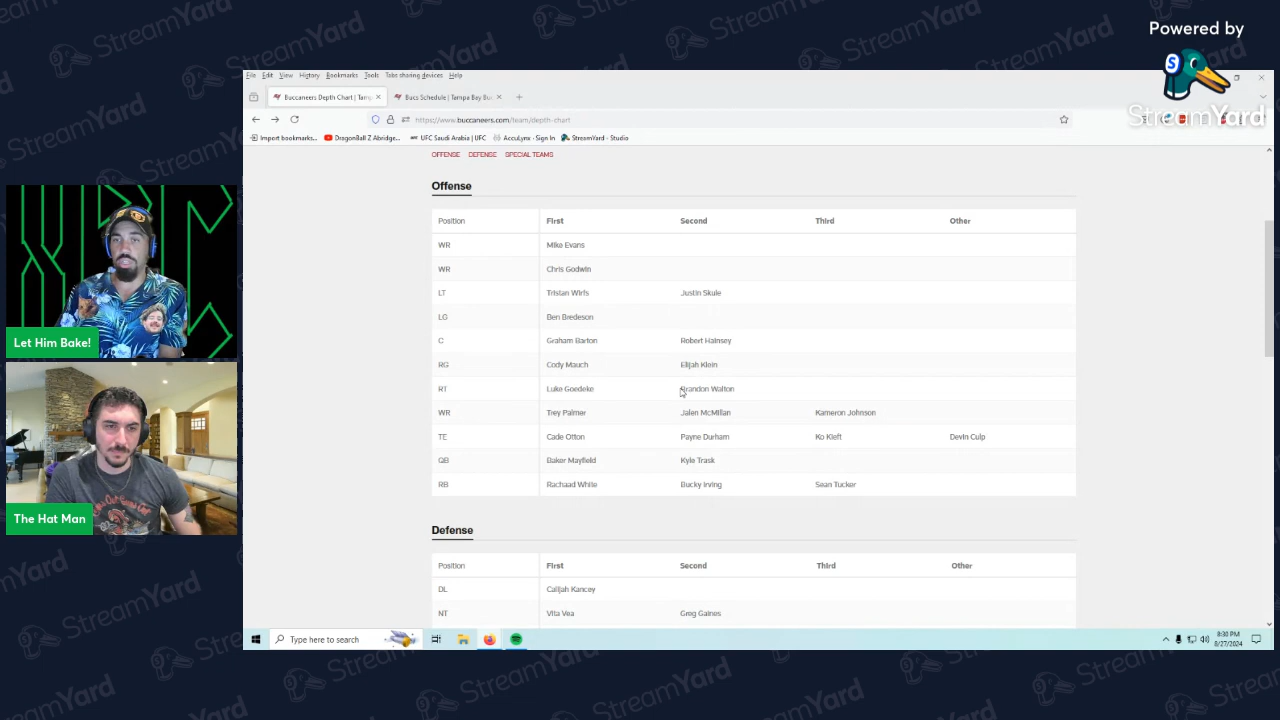 Powered by
StreamYard
File Edit View History Bookmarks Tools Tabs sharing devices Help
Buccaneers Depth Chart | Tamp
Bucs Schedule | Tampa Bay Buc
https://www.buccaneers.com/team/depth-chart
Import bookmarks... DragonBall Z Abridge... UFC Saudi Arabia | UFC AccuLynx - Sign In StreamYard - Studio
OFFENSE DEFENSE SPECIAL TEAMS
Offense
Position First Second Third Other
WR Mike Evans
WR Chris Godwin
LT Tristan Wirfs Justin Skule
LG Ben Bredeson
C Graham Barton Robert Hainsey
RG Cody Mauch Elijah Klein
RT Luke Goedeke Brandon Walton
WR Trey Palmer Jalen McMillan Kameron Johnson
TE Cade Otton Payne Durham Ko Kieft Devin Culp
QB Baker Mayfield Kyle Trask
RB Rachaad White Bucky Irving Sean Tucker
Defense
Position First Second Third Other
DL Calijah Kancey
NT Vita Vea Greg Gaines
Let Him Bake!
The Hat Man
Type here to search
8:30 PM
8/27/2024